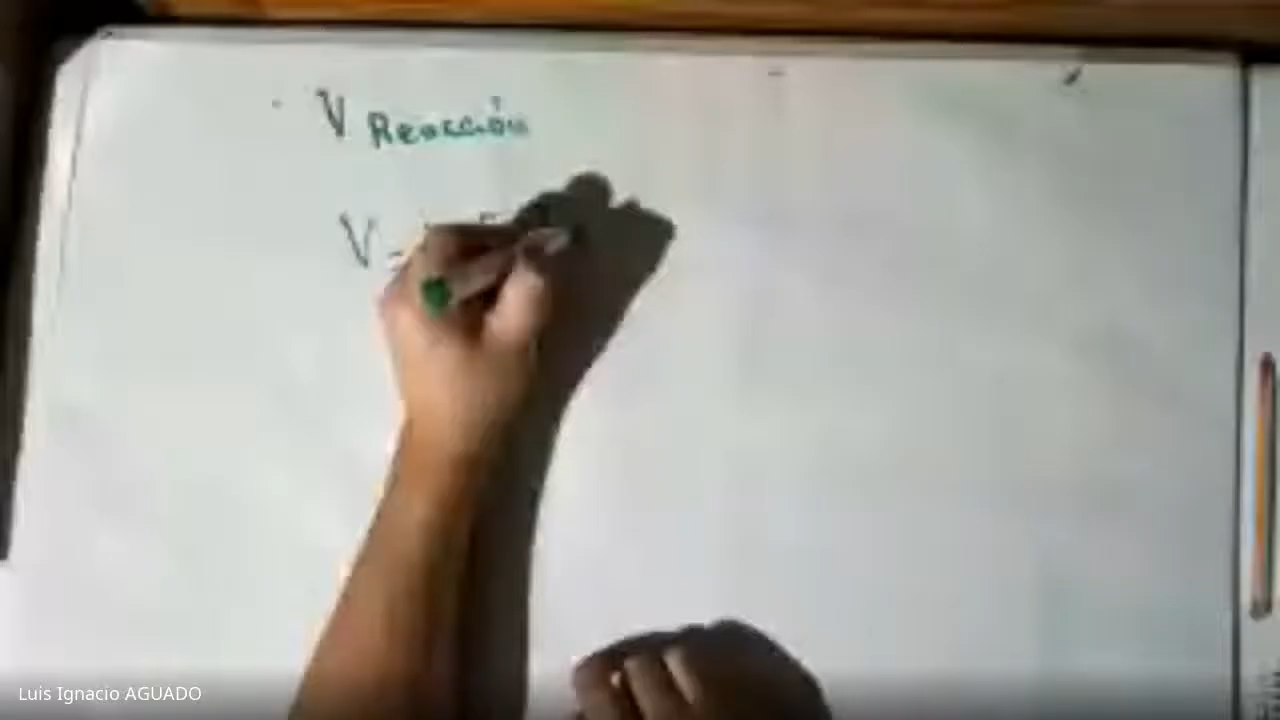 V Reacción
V =
Luis Ignacio AGUADO